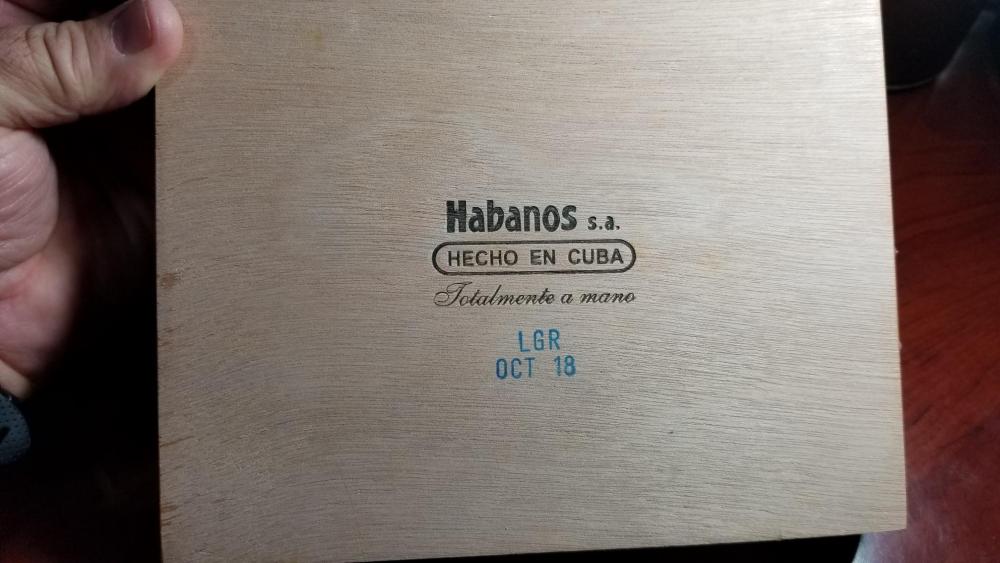 Habanos s.a.
HECHO EN CUBA
Totalmente a mano
LGR
OCT 18